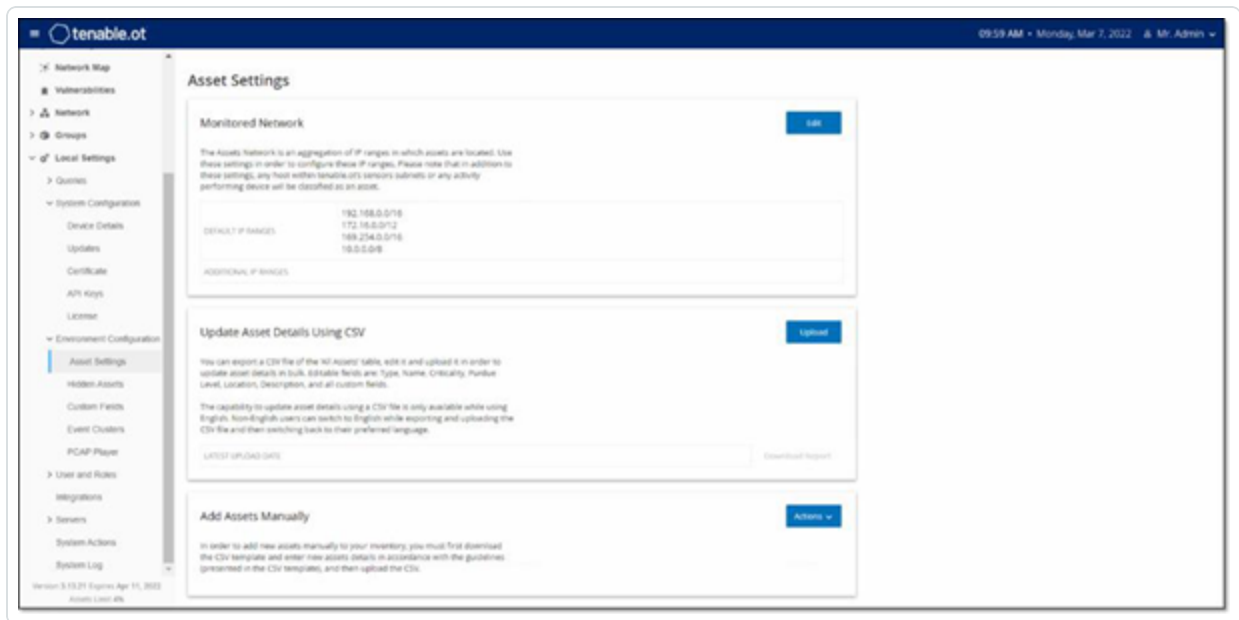 tenable.ot
09:59 AM • Monday, Mar 7, 2022 Mr. Admin
Network Map
Vulnerabilities
Network
Groups
Local Settings
Queries
System Configuration
Device Details
Updates
Certificate
API Keys
License
Environment Configuration
Asset Settings
Hidden Assets
Custom Fields
Event Clusters
PCAP Player
User and Roles
Integrations
Servers
System Actions
System Log
Version Expires Apr 11, 2022
Assets Limit 4%
Asset Settings
Monitored Network
Edit
The Assets Network is an aggregation of IP ranges in which assets are located. Use
these settings in order to configure these IP ranges. Please note that in addition to
these settings, any host within tenable.ot's sensors subnets or any activity
performing device will be classified as an asset.
DEFAULT IP RANGES
192.168.0.0/16
172.16.0.0/12
169.254.0.0/16
10.0.0.0/8
ADDITIONAL IP RANGES
Update Asset Details Using CSV
Upload
You can export a CSV file of the 'All Assets' table, edit it and upload it in order to
update asset details in bulk. Editable fields are: Type, Name, Criticality, Purdue
Level, Location, Description, and all custom fields.
The capability to update asset details using a CSV file is only available while using
English. Non-English users can switch to English while exporting and uploading the
CSV file and then switching back to their preferred language.
LATEST UPLOAD DATE
Download Report
Add Assets Manually
Actions
In order to add new assets manually to your inventory, you must first download
the CSV template and enter new assets details in accordance with the guidelines
(presented in the CSV template), and then upload the CSV.